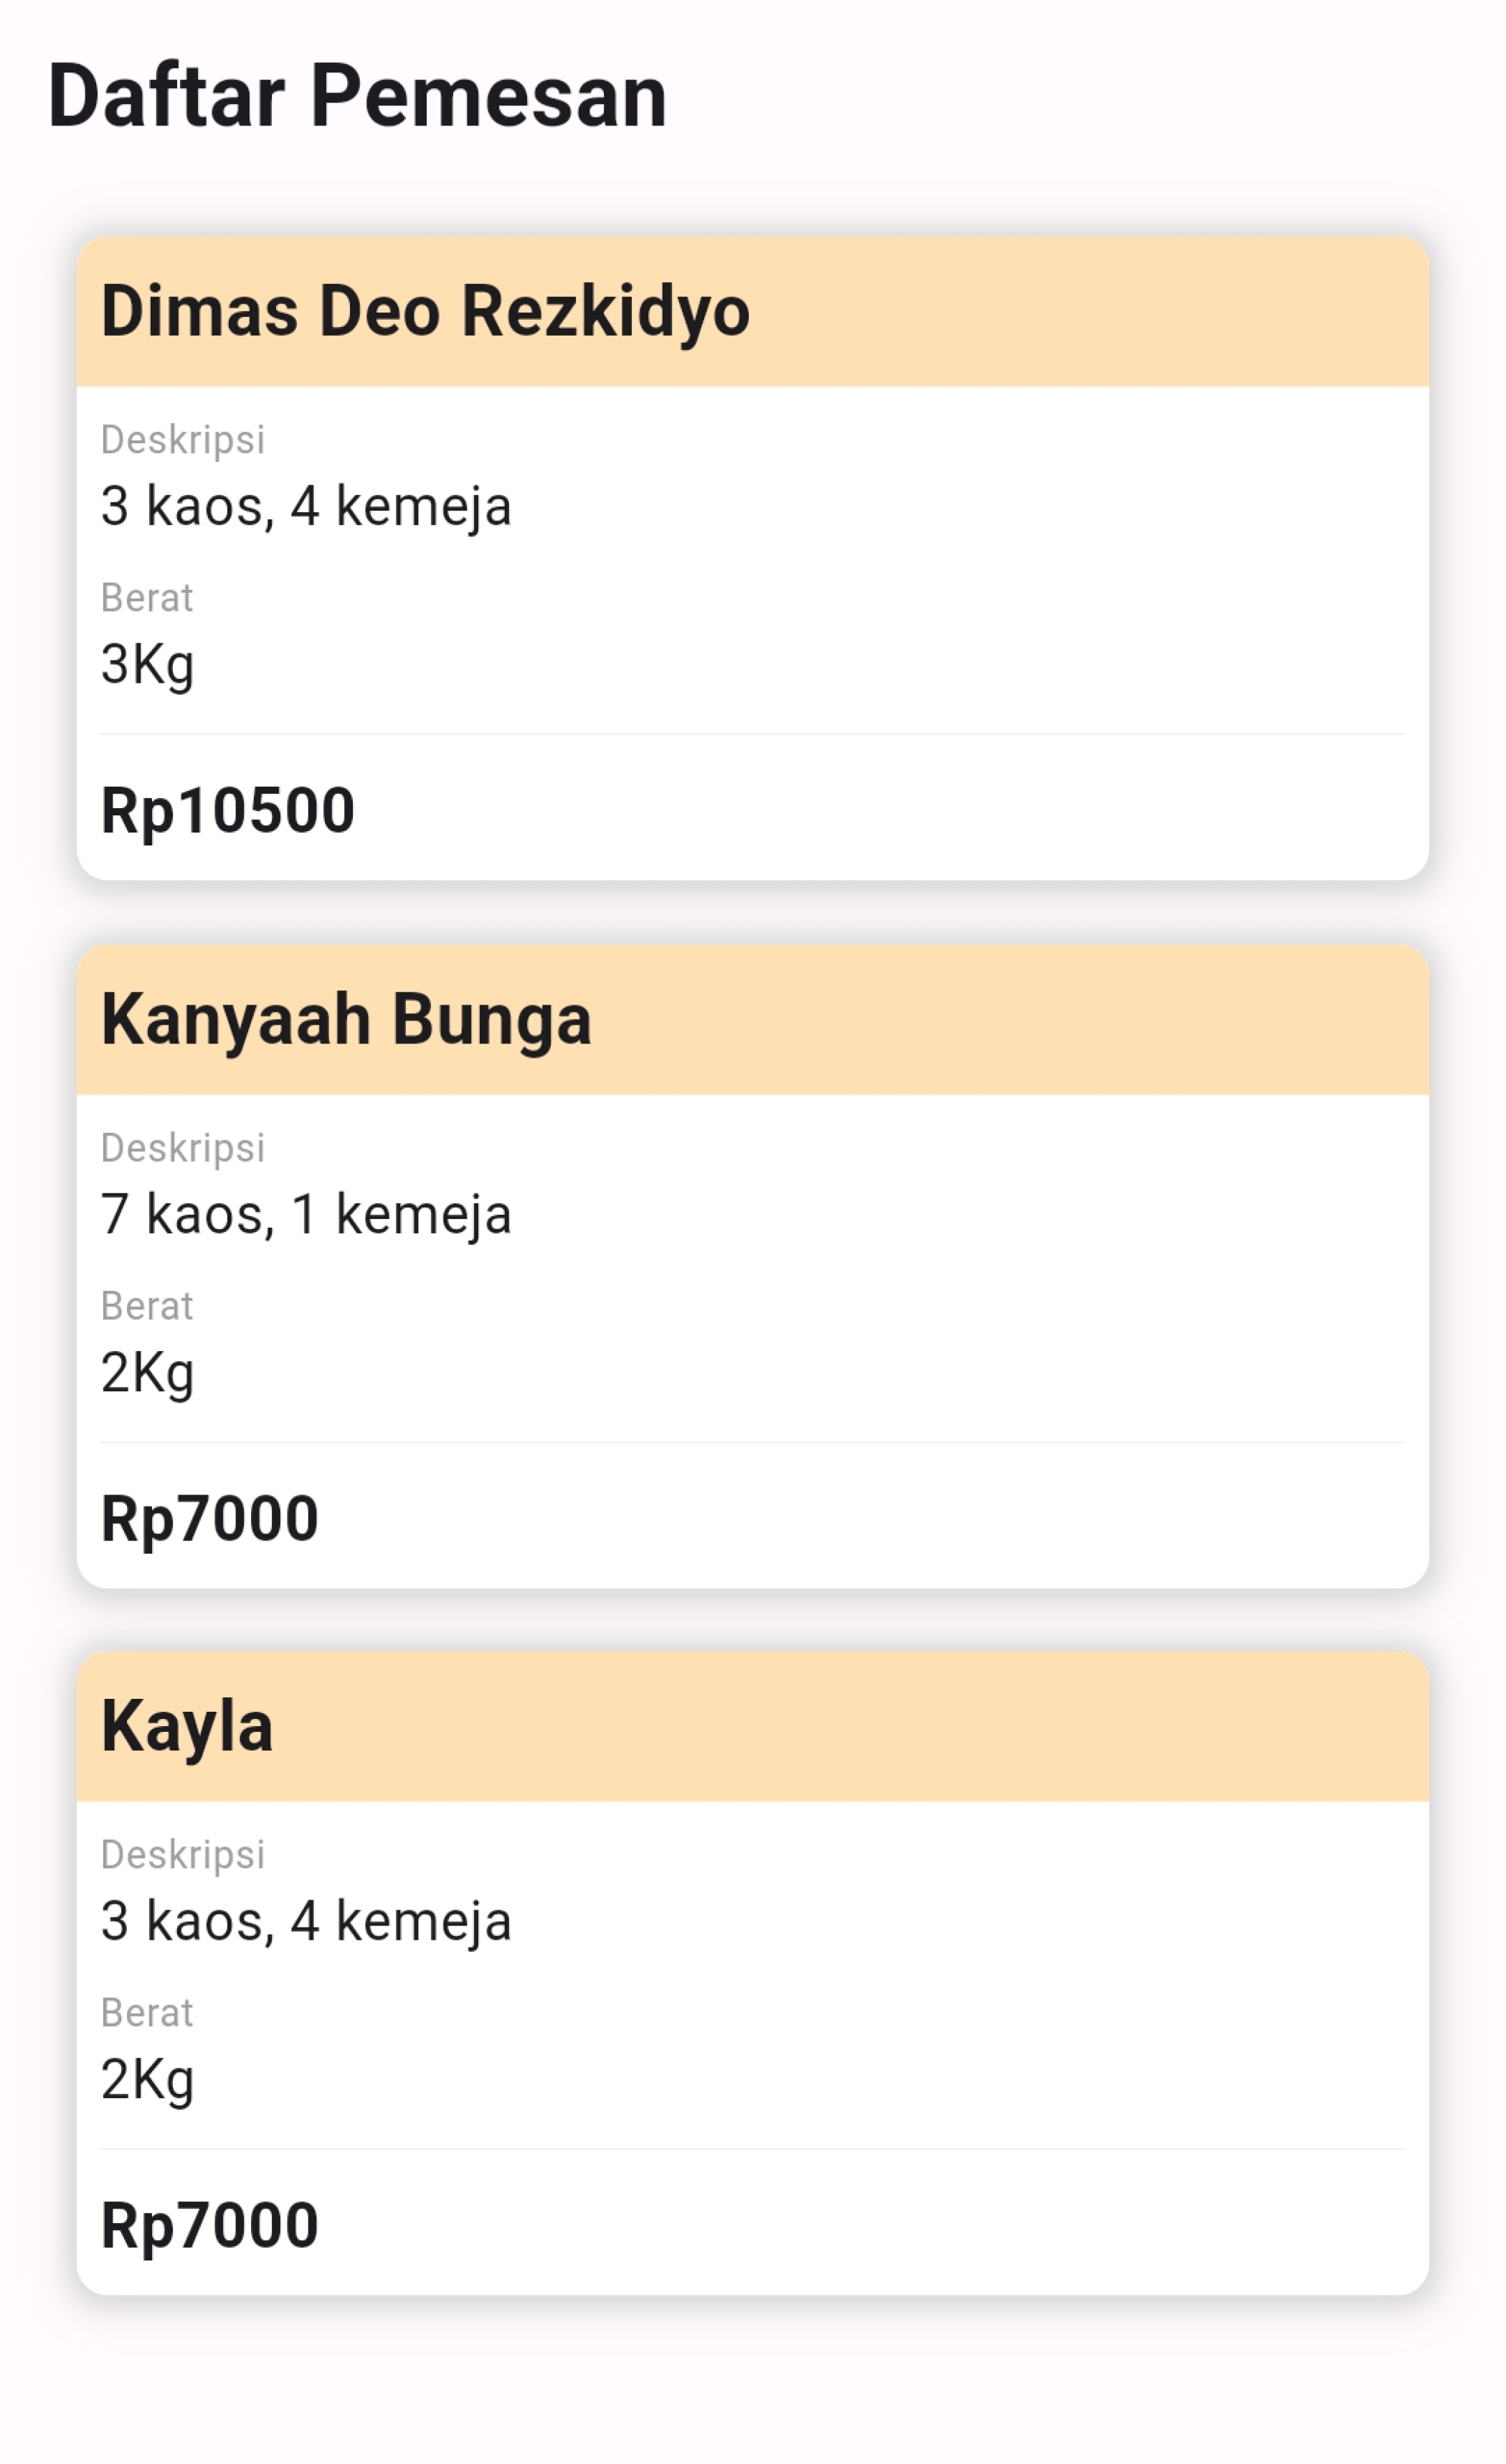 Daftar Pemesan
Dimas Deo Rezkidyo
Deskripsi
3 kaos, 4 kemeja
Berat
3Kg
Rp10500
Kanyaah Bunga
Deskripsi
7 kaos, 1 kemeja
Berat
2Kg
Rp7000
Kayla
Deskripsi
3 kaos, 4 kemeja
Berat
2Kg
Rp7000